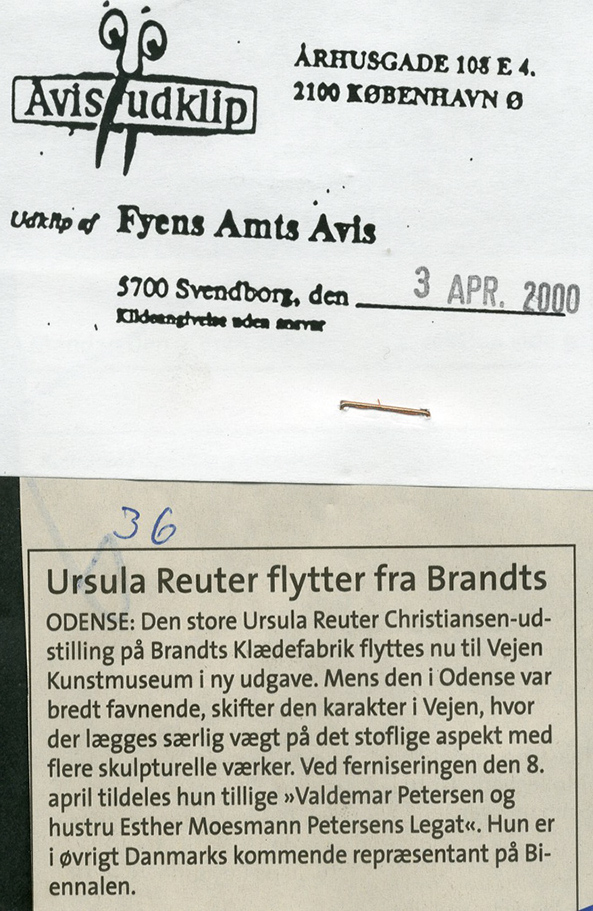 Avis udklip
ÅRHUSGADE 108 E 4.
2100 KØBENHAVN Ø
Udklip af Fyens Amts Avis
5700 Svendborg, den 3 APR. 2000
Kildeangivelse uden ansvar
36
Ursula Reuter flytter fra Brandts
ODENSE: Den store Ursula Reuter Christiansen-ud-
stilling på Brandts Klædefabrik flyttes nu til Vejen
Kunstmuseum i ny udgave. Mens den i Odense var
bredt favnende, skifter den karakter i Vejen, hvor
der lægges særlig vægt på det stoflige aspekt med
flere skulpturelle værker. Ved ferniseringen den 8.
april tildeles hun tillige »Valdemar Petersen og
hustru Esther Moesmann Petersens Legat«. Hun er
i øvrigt Danmarks kommende repræsentant på Bi-
ennalen.